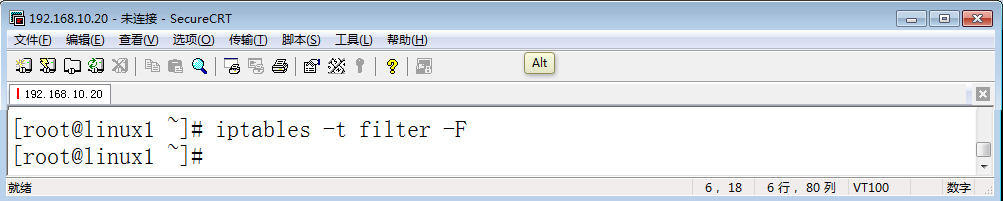 192.168.10.20 - 未连接 - SecureCRT
文件(F) 编辑(E) 查看(V) 选项(O) 传输(T) 脚本(S) 工具(L) 帮助(H)
Alt
192.168.10.20
[root@linux1 ~]# iptables -t filter -F
[root@linux1 ~]#
就绪 6, 18 6 行, 80 列 VT100 数字